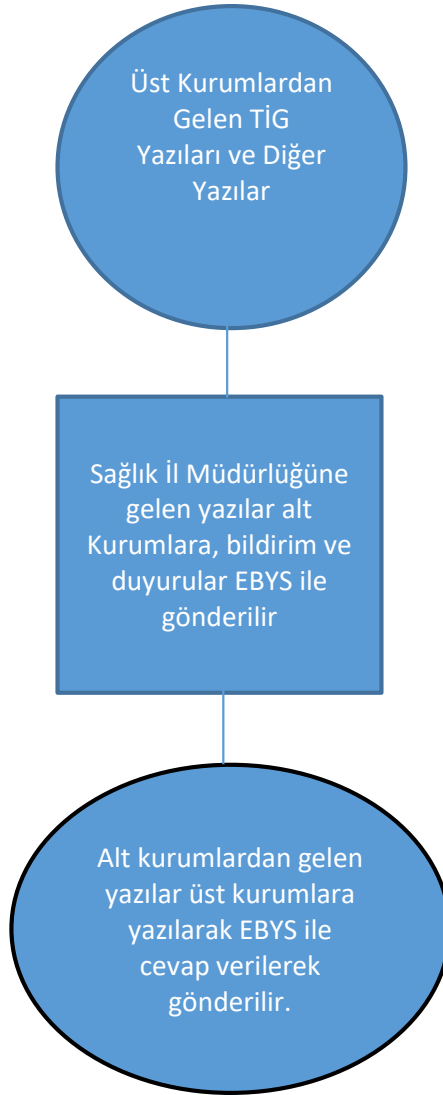 Üst Kurumlardan
Gelen TİG
Yazıları ve Diğer
Yazılar
Sağlık İl Müdürlüğüne
gelen yazılar alt
Kurumlara, bildirim ve
duyurular EBYS ile
gönderilir
Alt kurumlardan gelen
yazılar üst kurumlara
yazılarak EBYS ile
cevap verilerek
gönderilir.